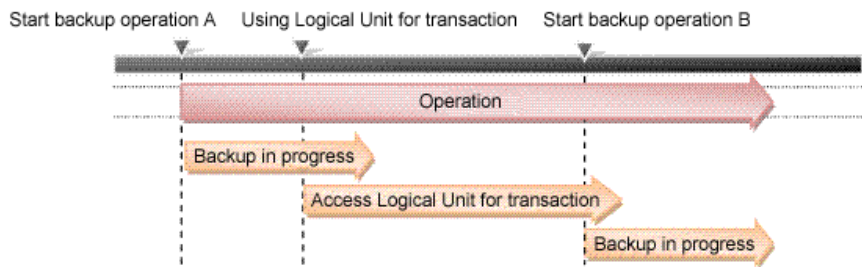 Start backup operation A Using Logical Unit for transaction Start backup operation B
Operation
Backup in progress
Access Logical Unit for transaction
Backup in progress